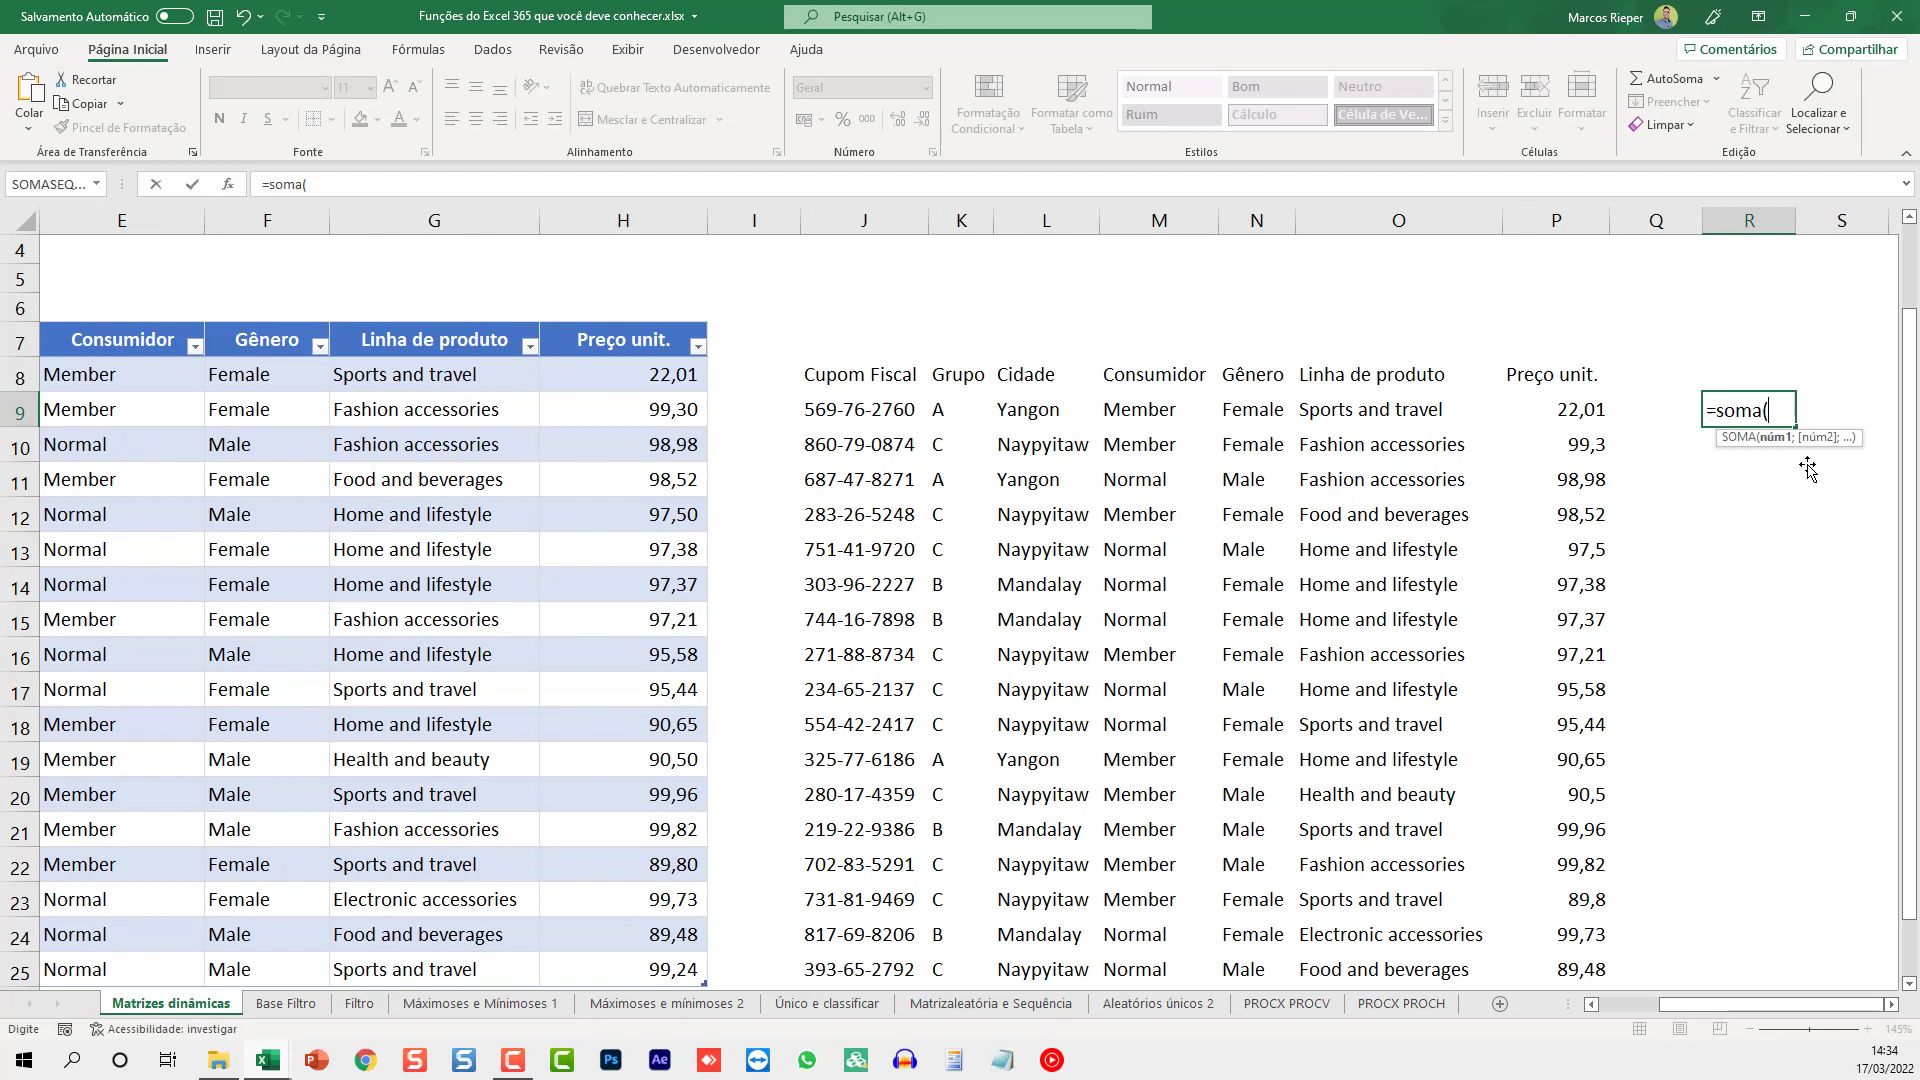 Salvamento Automático
Funções do Excel 365 que você deve conhecer.xlsx
Pesquisar (Alt+G)
Marcos Rieper
Arquivo Página Inicial Inserir Layout da Página Fórmulas Dados Revisão Exibir Desenvolvedor Ajuda
Comentários Compartilhar
Colar
Recortar
Copiar
Pincel de Formatação
Área de Transferência
11
N I S
Fonte
Quebrar Texto Automaticamente
Mesclar e Centralizar
Alinhamento
Geral
% 000
Número
Formatação Condicional
Formatar como Tabela
Normal Bom Neutro
Ruim Cálculo Célula de Ve...
Estilos
Inserir Excluir Formatar
Células
AutoSoma
Preencher
Limpar
Classificar e Filtrar
Localizar e Selecionar
Edição
SOMASEQ... fx =soma(
E F G H I J K L M N O P Q R S
4
5
6
7 Consumidor Gênero Linha de produto Preço unit.
8 Member Female Sports and travel 22,01 Cupom Fiscal Grupo Cidade Consumidor Gênero Linha de produto Preço unit.
9 Member Female Fashion accessories 99,30 569-76-2760 A Yangon Member Female Sports and travel 22,01 =soma(
SOMA(núm1; [núm2]; ...)
10 Normal Male Fashion accessories 98,98 860-79-0874 C Naypyitaw Member Female Fashion accessories 99,3
11 Member Female Food and beverages 98,52 687-47-8271 A Yangon Normal Male Fashion accessories 98,98
12 Normal Male Home and lifestyle 97,50 283-26-5248 C Naypyitaw Member Female Food and beverages 98,52
13 Normal Female Home and lifestyle 97,38 751-41-9720 C Naypyitaw Normal Male Home and lifestyle 97,5
14 Normal Female Home and lifestyle 97,37 303-96-2227 B Mandalay Normal Female Home and lifestyle 97,38
15 Member Female Fashion accessories 97,21 744-16-7898 B Mandalay Normal Female Home and lifestyle 97,37
16 Normal Male Home and lifestyle 95,58 271-88-8734 C Naypyitaw Member Female Fashion accessories 97,21
17 Normal Female Sports and travel 95,44 234-65-2137 C Naypyitaw Normal Male Home and lifestyle 95,58
18 Member Female Home and lifestyle 90,65 554-42-2417 C Naypyitaw Normal Female Sports and travel 95,44
19 Member Male Health and beauty 90,50 325-77-6186 A Yangon Member Female Home and lifestyle 90,65
20 Member Male Sports and travel 99,96 280-17-4359 C Naypyitaw Member Male Health and beauty 90,5
21 Member Male Fashion accessories 99,82 219-22-9386 B Mandalay Member Male Sports and travel 99,96
22 Member Female Sports and travel 89,80 702-83-5291 C Naypyitaw Member Male Fashion accessories 99,82
23 Normal Female Electronic accessories 99,73 731-81-9469 C Naypyitaw Member Female Sports and travel 89,8
24 Normal Male Food and beverages 89,48 817-69-8206 B Mandalay Normal Female Electronic accessories 99,73
25 Normal Male Sports and travel 99,24 393-65-2792 C Naypyitaw Normal Male Food and beverages 89,48
Matrizes dinâmicas Base Filtro Filtro Máximoses e Mínimoses 1 Máximoses e mínimoses 2 Único e classificar Matrizaleatória e Sequência Aleatórios únicos 2 PROCX PROCV PROCX PROCH
Digite Acessibilidade: investigar 145%
Ps Ae
14:34
17/03/2022